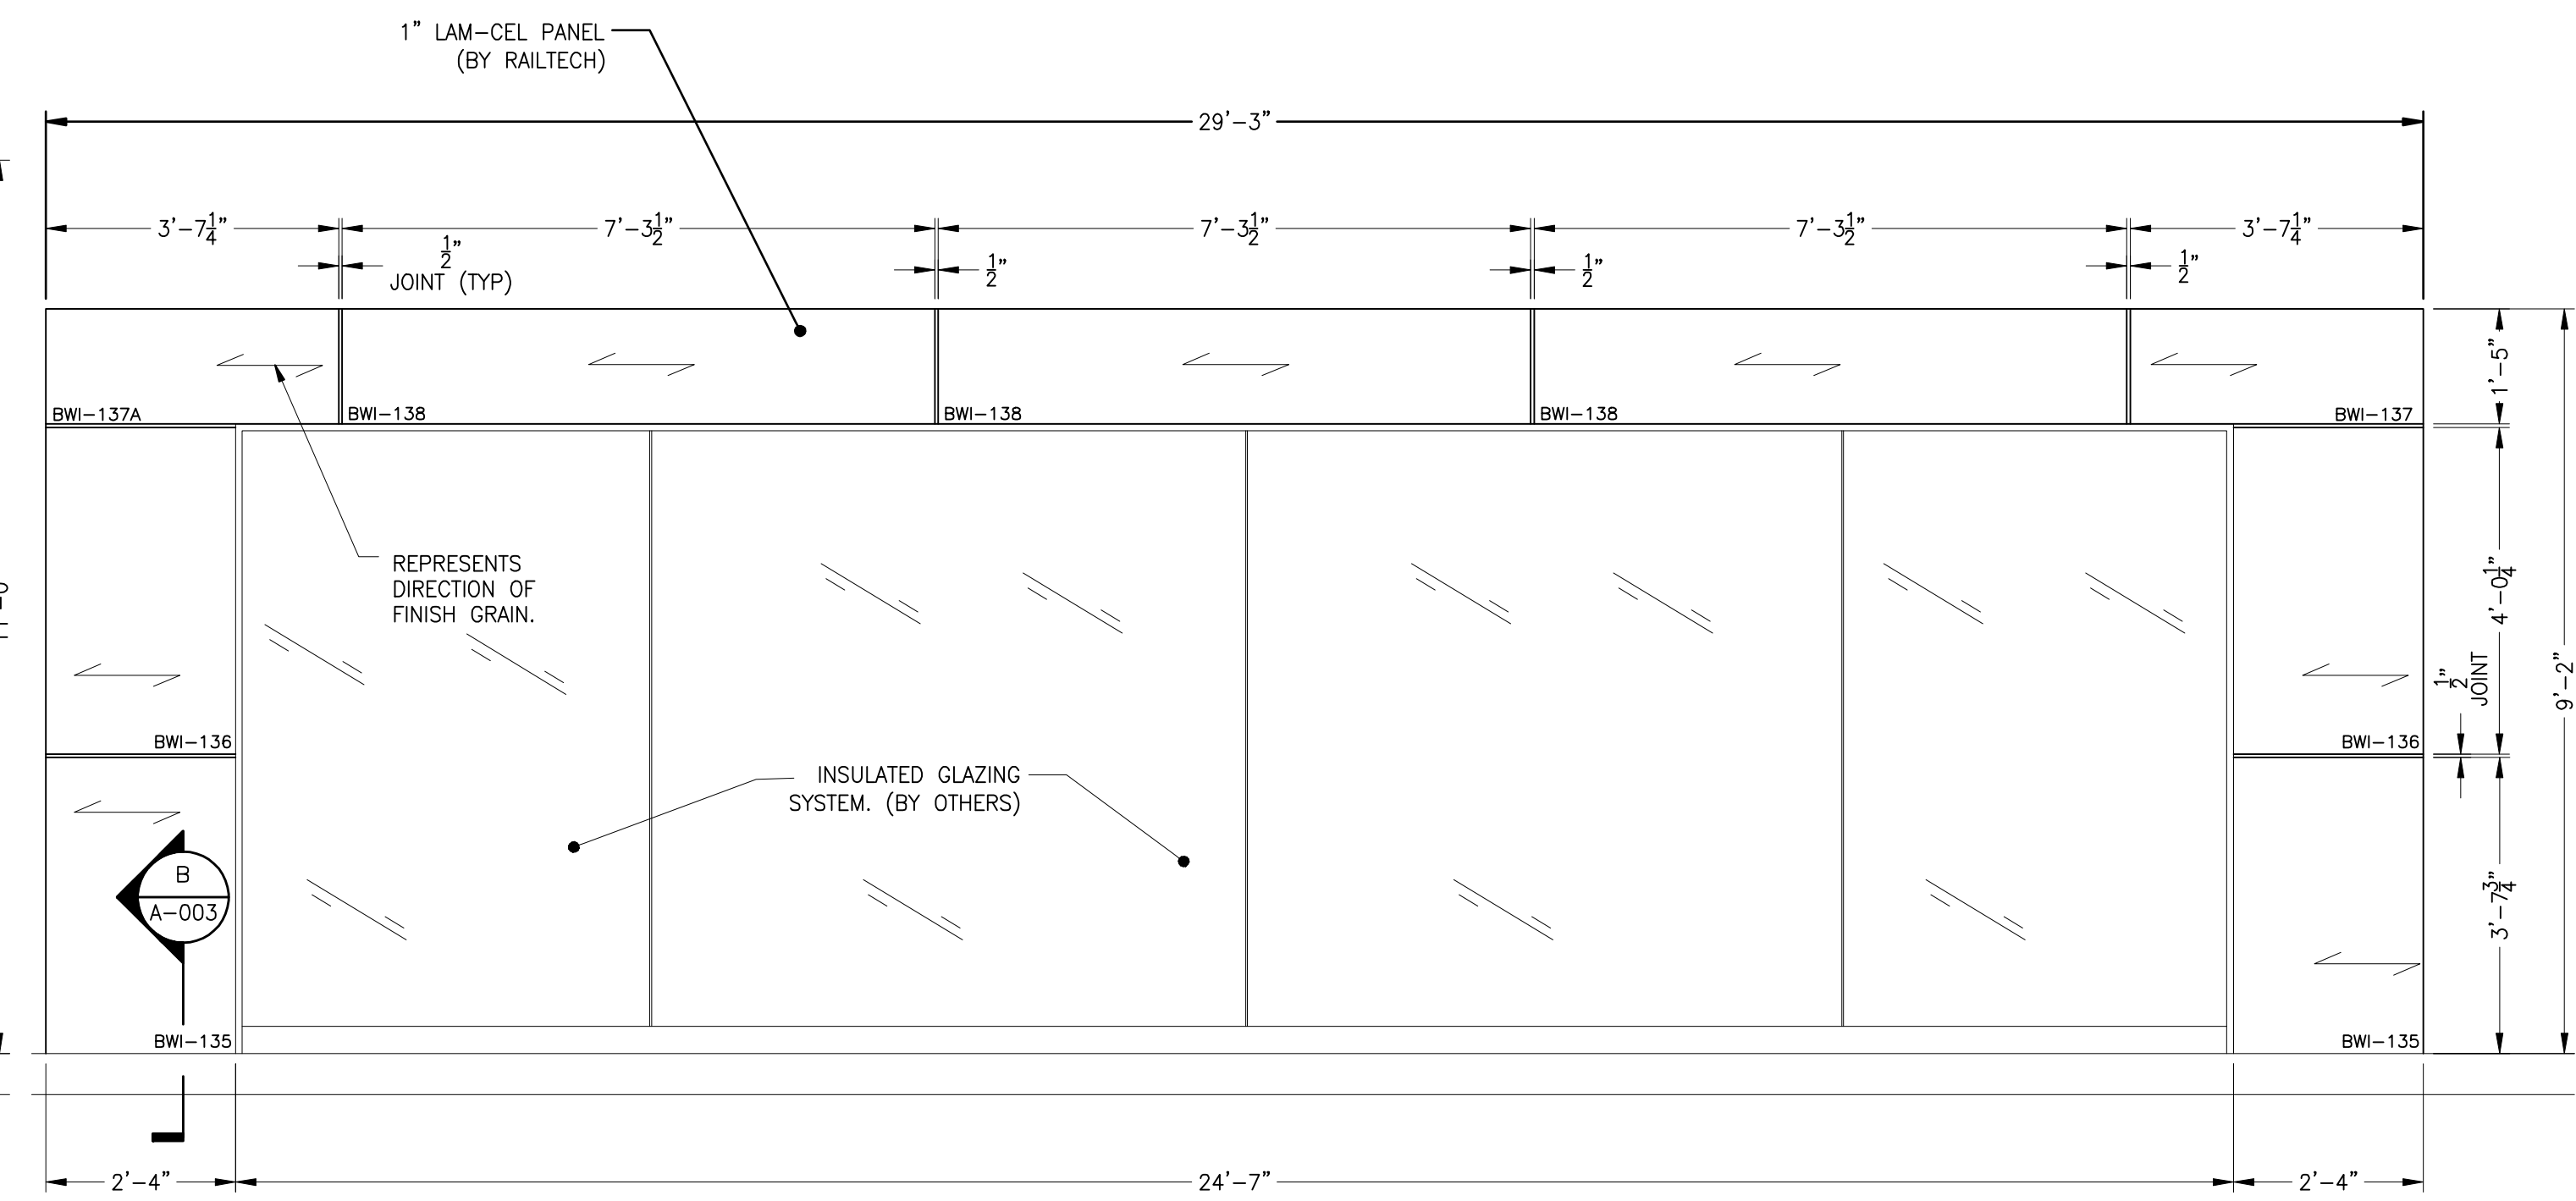 1" LAM-CEL PANEL
(BY RAILTECH)
29'-3"
3'-7 1/4"
7'-3 1/2"
7'-3 1/2"
7'-3 1/2"
3'-7 1/4"
1/2"
JOINT (TYP)
1/2"
1/2"
1/2"
BWI-137A
BWI-138
BWI-138
BWI-138
BWI-137
1'-5"
REPRESENTS
DIRECTION OF
FINISH GRAIN.
4'-0 1/4"
1/2"
JOINT
9'-2"
BWI-136
BWI-136
INSULATED GLAZING
SYSTEM. (BY OTHERS)
B
A-003
3'-7 3/4"
BWI-135
BWI-135
2'-4"
24'-7"
2'-4"